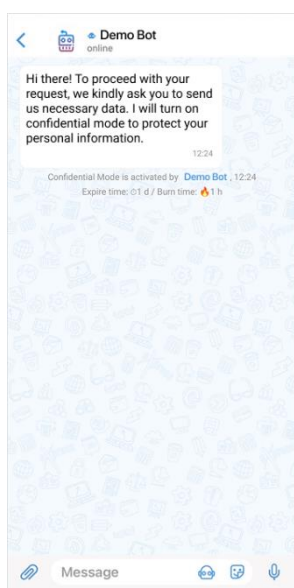 Demo Bot
online
Hi there! To proceed with your
request, we kindly ask you to send
us necessary data. I will turn on
confidential mode to protect your
personal information.
12:24
Confidential Mode is activated by Demo Bot , 12:24
Expire time: 1 d / Burn time: 🔥1 h
Message